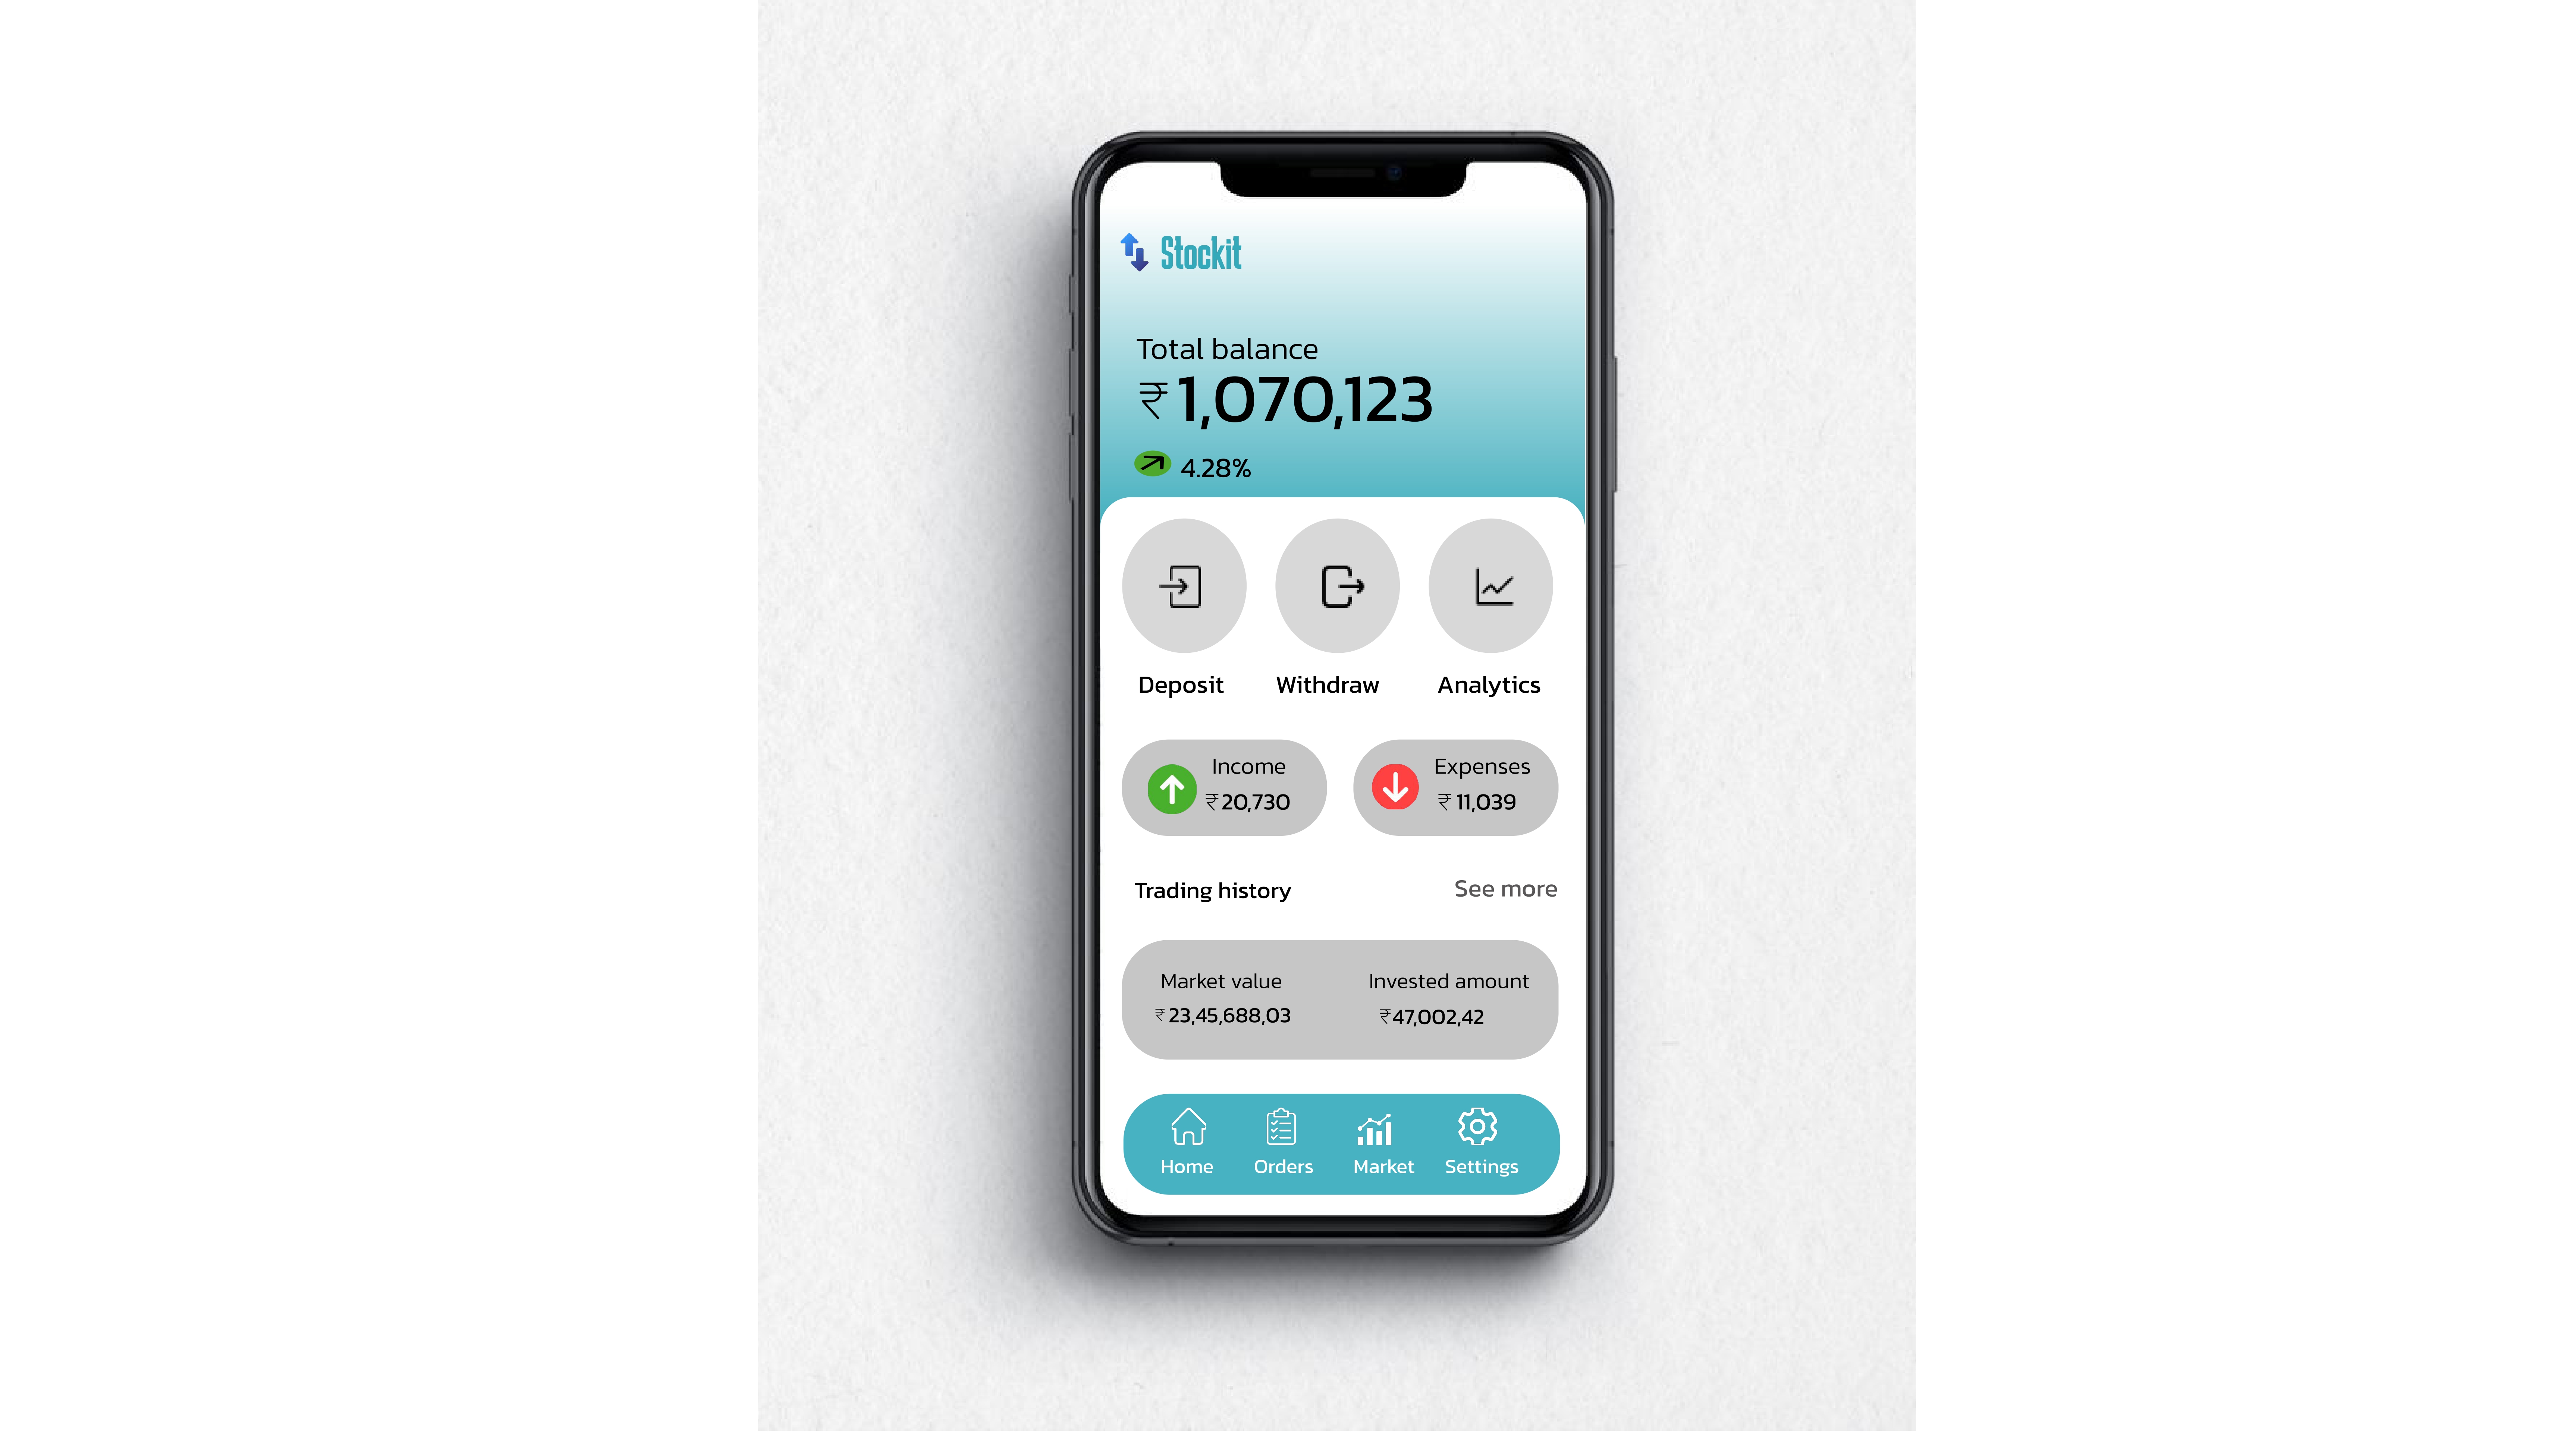 Stockit
Total balance
₹ 1,070,123
4.28%
Deposit Withdraw Analytics
Income Expenses
₹ 20,730 ₹ 11,039
Trading history See more
Market value Invested amount
₹ 23,45,688,03 ₹47,002,42
Home Orders Market Settings